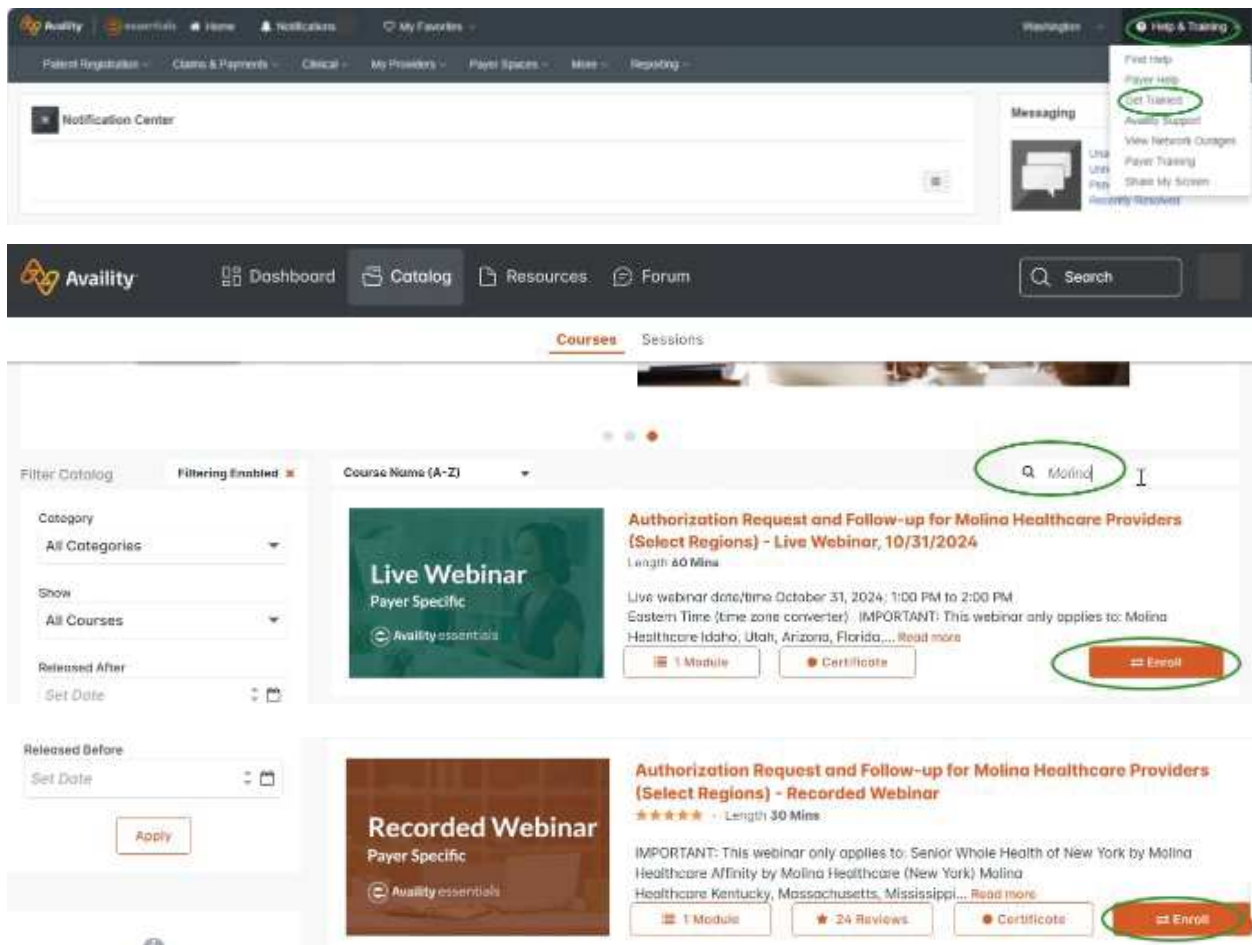 Availity essentials Home Notifications My Favorites Washington Help & Training
Patient Registration Claims & Payments Clinical My Providers Payer Spaces More Reporting
Find Help
Payer Help
Get Trained
Availity Support
View Network Outages
Payer Training
Share My Screen
Notification Center
Messaging
Una
Recently Resolved
Availity Dashboard Catalog Resources Forum Search
Courses Sessions
Filter Catalog Filtering Enabled Course Name (A-Z) Molina
Category
All Categories
Show
All Courses
Released After
Set Date
Live Webinar
Payer Specific
Availity essentials
Authorization Request and Follow-up for Molina Healthcare Providers
(Select Regions) - Live Webinar, 10/31/2024
Length 60 Mins
Live webinar date/time October 31, 2024; 1:00 PM to 2:00 PM
Eastern Time (time zone converter) IMPORTANT: This webinar only applies to: Molina
Healthcare Idaho, Utah, Arizona, Florida,... Read more
1 Module Certificate Enroll
Released Before
Set Date
Apply
Recorded Webinar
Payer Specific
Availity essentials
Authorization Request and Follow-up for Molina Healthcare Providers
(Select Regions) - Recorded Webinar
Length 30 Mins
IMPORTANT: This webinar only applies to: Senior Whole Health of New York by Molina
Healthcare Affinity by Molina Healthcare (New York) Molina
Healthcare Kentucky, Massachusetts, Mississippi... Read more
1 Module 24 Reviews Certificate Enroll